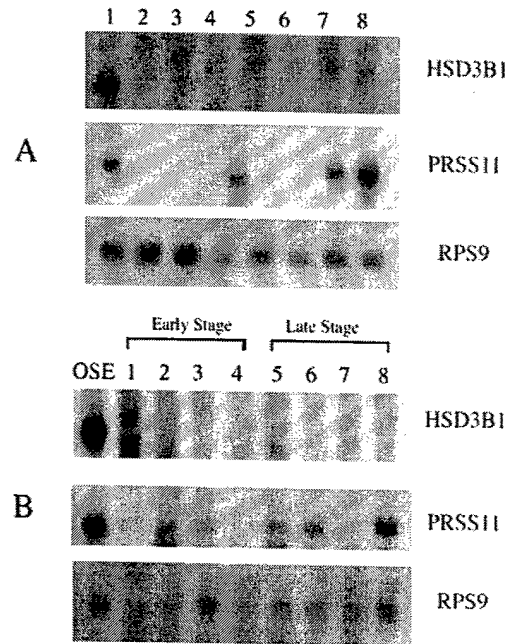 1 2 3 4 5 6 7 8
HSD3B1
A
PRSS11
RPS9
Early Stage Late Stage
OSE 1 2 3 4 5 6 7 8
HSD3B1
B
PRSS11
RPS9